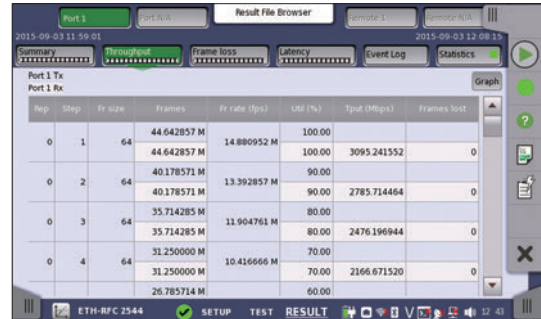 Port 1 Port N/A Result File Browser Remote 1 Remote N/A
2015-09-03 11 59 01 2015-09-03 12 08 15
Summary Throughput Frame loss Latency Event Log Statistics
Port 1 Tx
Port 1 Rx
Graph
Rep Step Fr size Frames Fr rate (fps) Util (%) Tput (Mbps) Frames lost
44.642857 M 100.00
0 1 64 14.880952 M
44.642857 M 100.00 3095.241552 0
40.178571 M 90.00
0 2 64 13.392857 M
40.178571 M 90.00 2785.714464 0
35.714285 M 80.00
0 3 64 11.904761 M
35.714285 M 80.00 2476.196944 0
31.250000 M 70.00
0 4 64 10.416666 M
31.250000 M 70.00 2166.671520 0
26.785714 M 60.00
ETH-RFC 2544 SETUP TEST RESULT 12 43